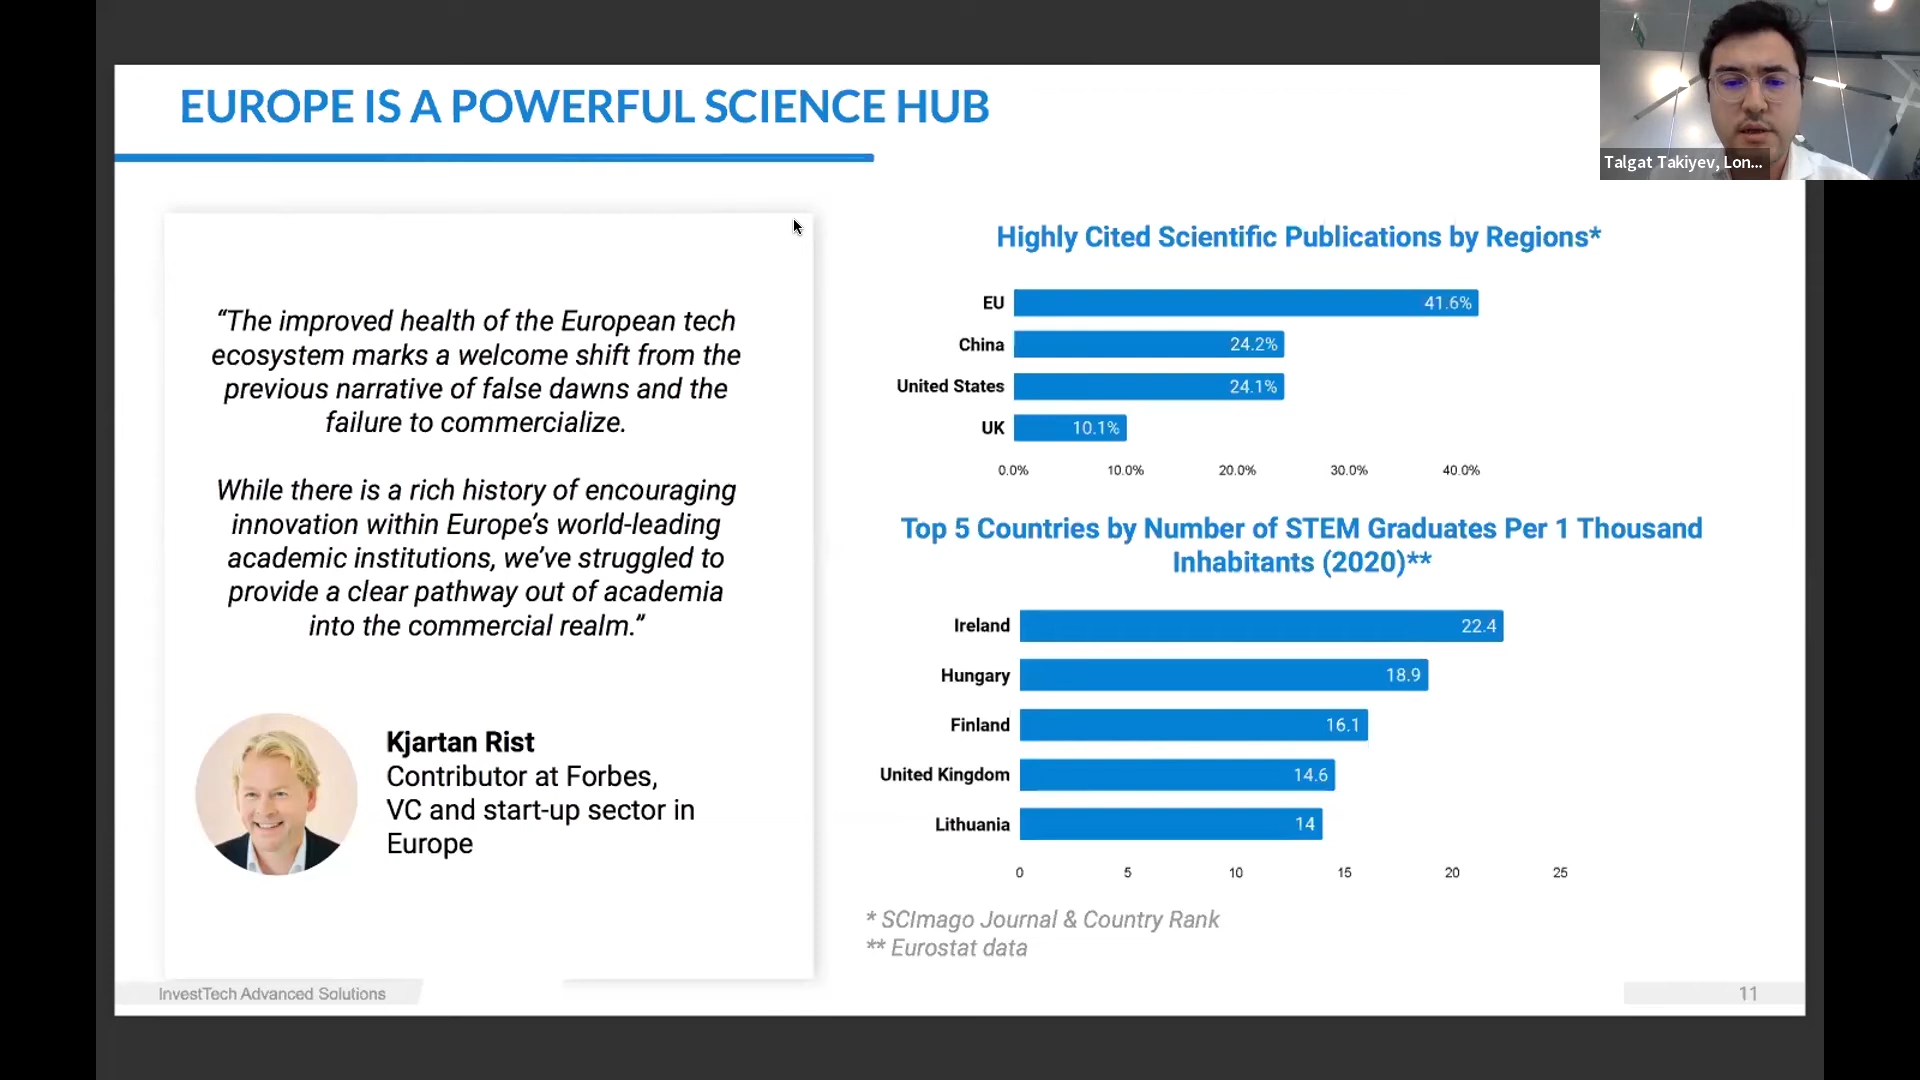 EUROPE IS A POWERFUL SCIENCE HUB
Talgat Takiyev, Lon...
“The improved health of the European tech
ecosystem marks a welcome shift from the
previous narrative of false dawns and the
failure to commercialize.
While there is a rich history of encouraging
innovation within Europe’s world-leading
academic institutions, we’ve struggled to
provide a clear pathway out of academia
into the commercial realm.”
Kjartan Rist
Contributor at Forbes,
VC and start-up sector in
Europe
Highly Cited Scientific Publications by Regions*
EU 41.6%
China 24.2%
United States 24.1%
UK 10.1%
0.0% 10.0% 20.0% 30.0% 40.0%
Top 5 Countries by Number of STEM Graduates Per 1 Thousand
Inhabitants (2020)**
Ireland 22.4
Hungary 18.9
Finland 16.1
United Kingdom 14.6
Lithuania 14
0 5 10 15 20 25
* SCImago Journal & Country Rank
** Eurostat data
InvestTech Advanced Solutions
11